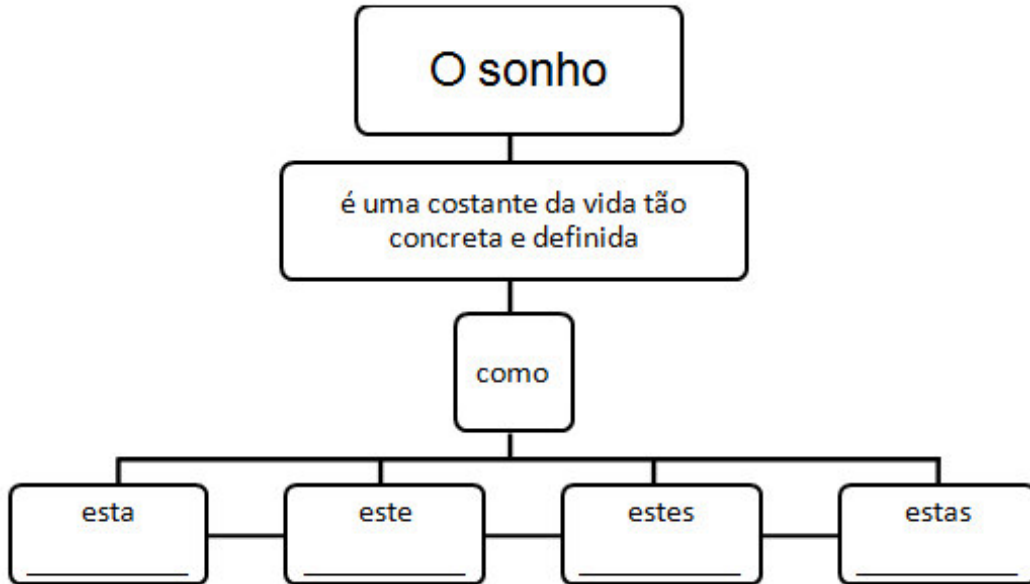 O sonho
é uma costante da vida tão
concreta e definida
como
esta
este
estes
estas